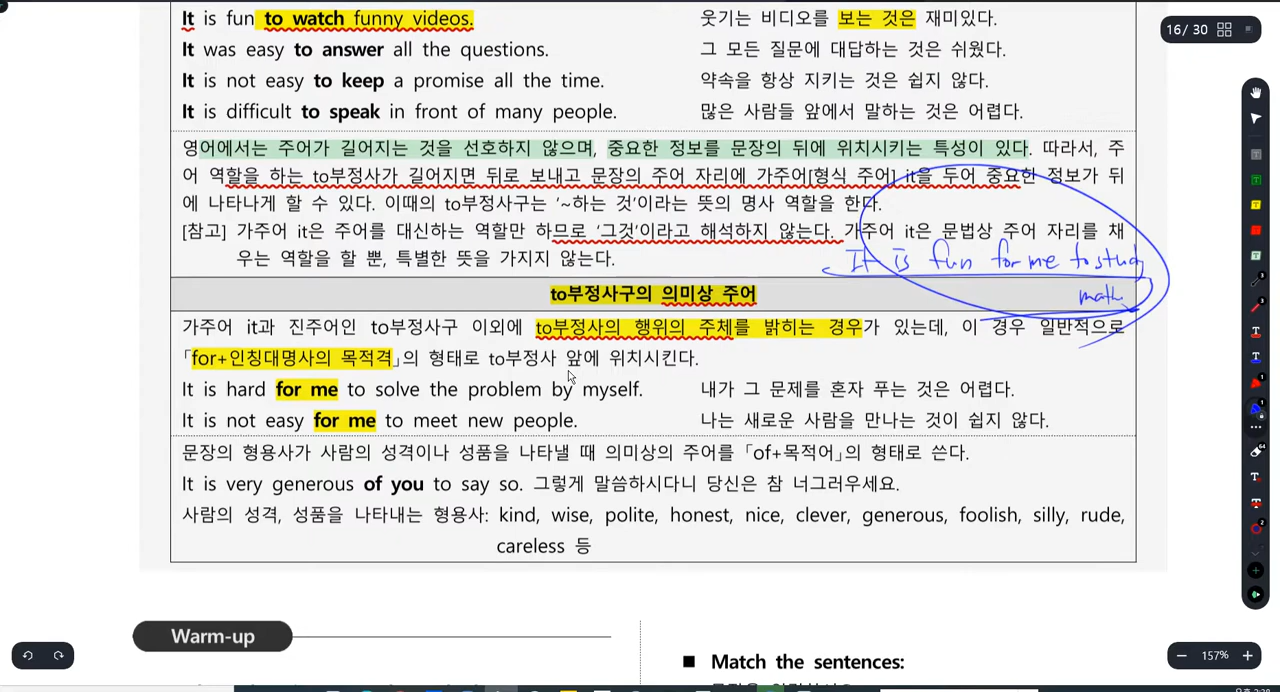 It is fun to watch funny videos. 웃기는 비디오를 보는 것은 재미있다.
It was easy to answer all the questions. 그 모든 질문에 대답하는 것은 쉬웠다.
It is not easy to keep a promise all the time. 약속을 항상 지키는 것은 쉽지 않다.
It is difficult to speak in front of many people. 많은 사람들 앞에서 말하는 것은 어렵다.
영어에서는 주어가 길어지는 것을 선호하지 않으며, 중요한 정보를 문장의 뒤에 위치시키는 특성이 있다. 따라서, 주
어 역할을 하는 to부정사가 길어지면 뒤로 보내고 문장의 주어 자리에 가주어[형식 주어] it을 두어 중요한 정보가 뒤
에 나타나게 할 수 있다. 이때의 to부정사구는 ‘~하는 것’이라는 뜻의 명사 역할을 한다.
[참고] 가주어 it은 주어를 대신하는 역할만 하므로 ‘그것’이라고 해석하지 않는다. 가주어 it은 문법상 주어 자리를 채
우는 역할을 할 뿐, 특별한 뜻을 가지지 않는다.
It is fun for me to study
math
to부정사구의 의미상 주어
가주어 it과 진주어인 to부정사구 이외에 to부정사의 행위의 주체를 밝히는 경우가 있는데, 이 경우 일반적으로
「for+인칭대명사의 목적격」의 형태로 to부정사 앞에 위치시킨다.
It is hard for me to solve the problem by myself. 내가 그 문제를 혼자 푸는 것은 어렵다.
It is not easy for me to meet new people. 나는 새로운 사람을 만나는 것이 쉽지 않다.
문장의 형용사가 사람의 성격이나 성품을 나타낼 때 의미상의 주어를 「of+목적어」의 형태로 쓴다.
It is very generous of you to say so. 그렇게 말씀하시다니 당신은 참 너그러우세요.
사람의 성격, 성품을 나타내는 형용사: kind, wise, polite, honest, nice, clever, generous, foolish, silly, rude,
careless 등
Warm-up
■ Match the sentences:
16 / 30
157%